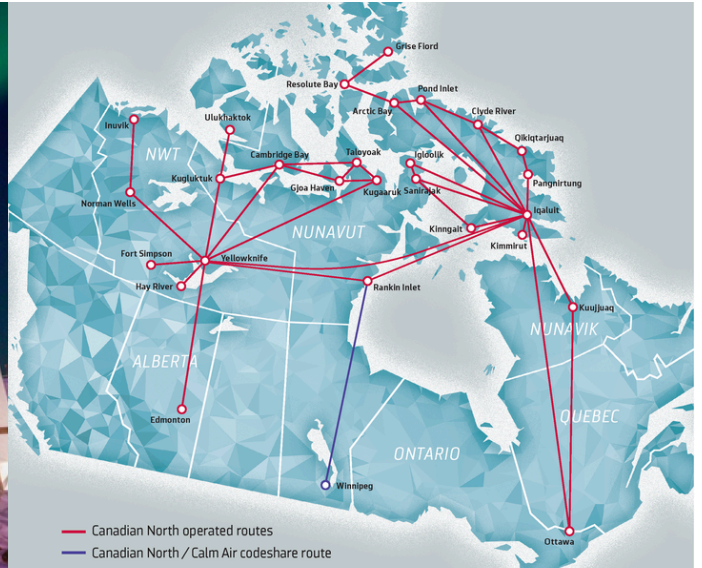 Grise Fiord
Resolute Bay
Pond Inlet
Arctic Bay
Clyde River
Inuvik
Ulukhaktok
Qikiqtarjuaq
NWT
Cambridge Bay
Taloyoak
Igloolik
Kugluktuk
Gjoa Haven
Kugaaruk
Sanirajak
Pangnirtung
Norman Wells
Iqaluit
NUNAVUT
Kinngait
Kimmirut
Fort Simpson
Yellowknife
Hay River
Rankin Inlet
Kuujjuaq
NUNAVIK
ALBERTA
Edmonton
QUEBEC
ONTARIO
Winnipeg
Canadian North operated routes
Ottawa
Canadian North / Calm Air codeshare route